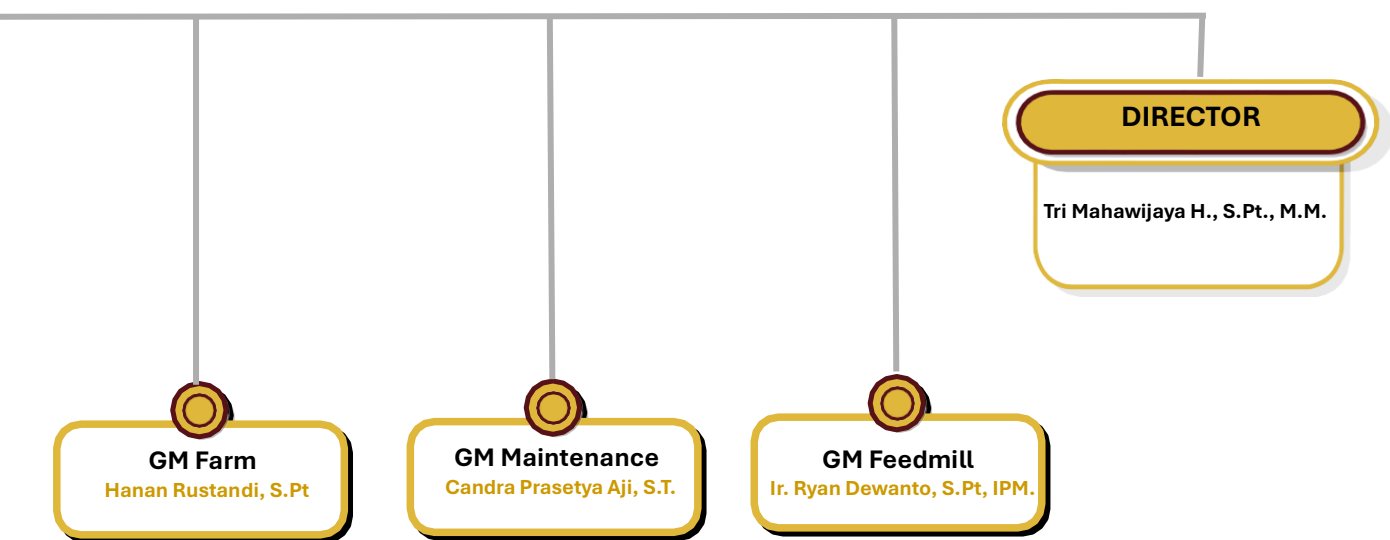 DIRECTOR
Tri Mahawijaya H., S.Pt., M.M.
GM Farm
Hanan Rustandi, S.Pt
GM Maintenance
Candra Prasetya Aji, S.T.
GM Feedmill
Ir. Ryan Dewanto, S.Pt, IPM.